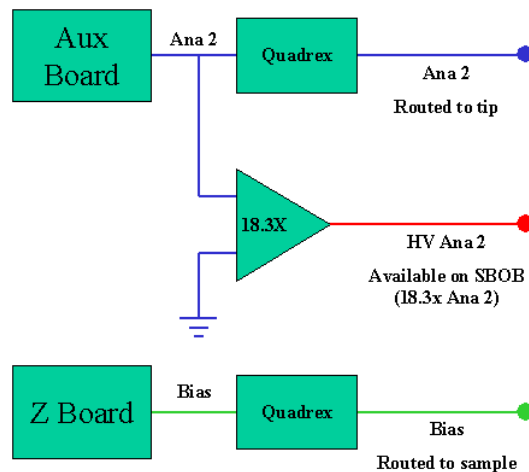 Aux
Board
Ana 2
Quadrex
Ana 2
Routed to tip
18.3X
HV Ana 2
Available on SBOB
(18.3x Ana 2)
Z Board
Bias
Quadrex
Bias
Routed to sample